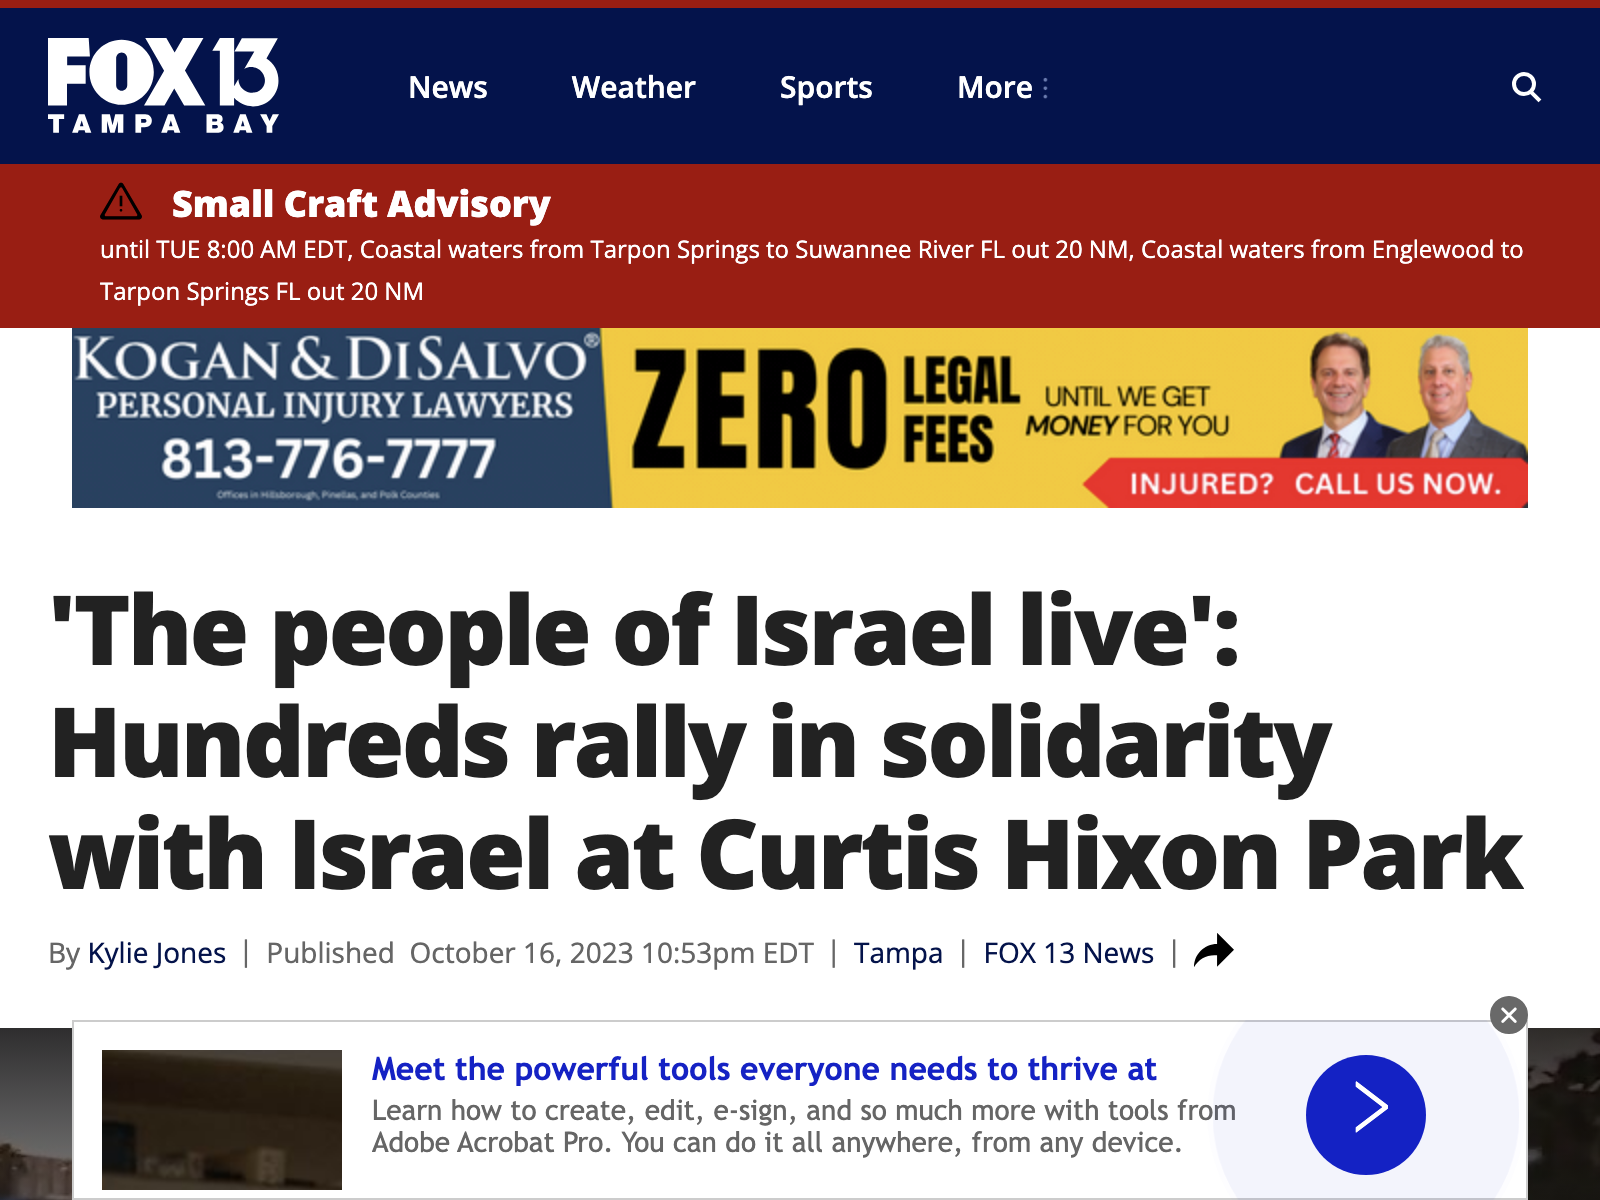 FOX 13
TAMPA BAY
News
Weather
Sports
More
Small Craft Advisory
until TUE 8:00 AM EDT, Coastal waters from Tarpon Springs to Suwannee River FL out 20 NM, Coastal waters from Englewood to
Tarpon Springs FL out 20 NM
KOGAN & DISALVO®
PERSONAL INJURY LAWYERS
813-776-7777
Offices in Hillsborough, Pinellas, and Polk Counties
ZERO
LEGAL
FEES
UNTIL WE GET
MONEY FOR YOU
INJURED? CALL US NOW.
'The people of Israel live':
Hundreds rally in solidarity
with Israel at Curtis Hixon Park
By Kylie Jones | Published October 16, 2023 10:53pm EDT | Tampa | FOX 13 News |
Meet the powerful tools everyone needs to thrive at
Learn how to create, edit, e-sign, and so much more with tools from
Adobe Acrobat Pro. You can do it all anywhere, from any device.